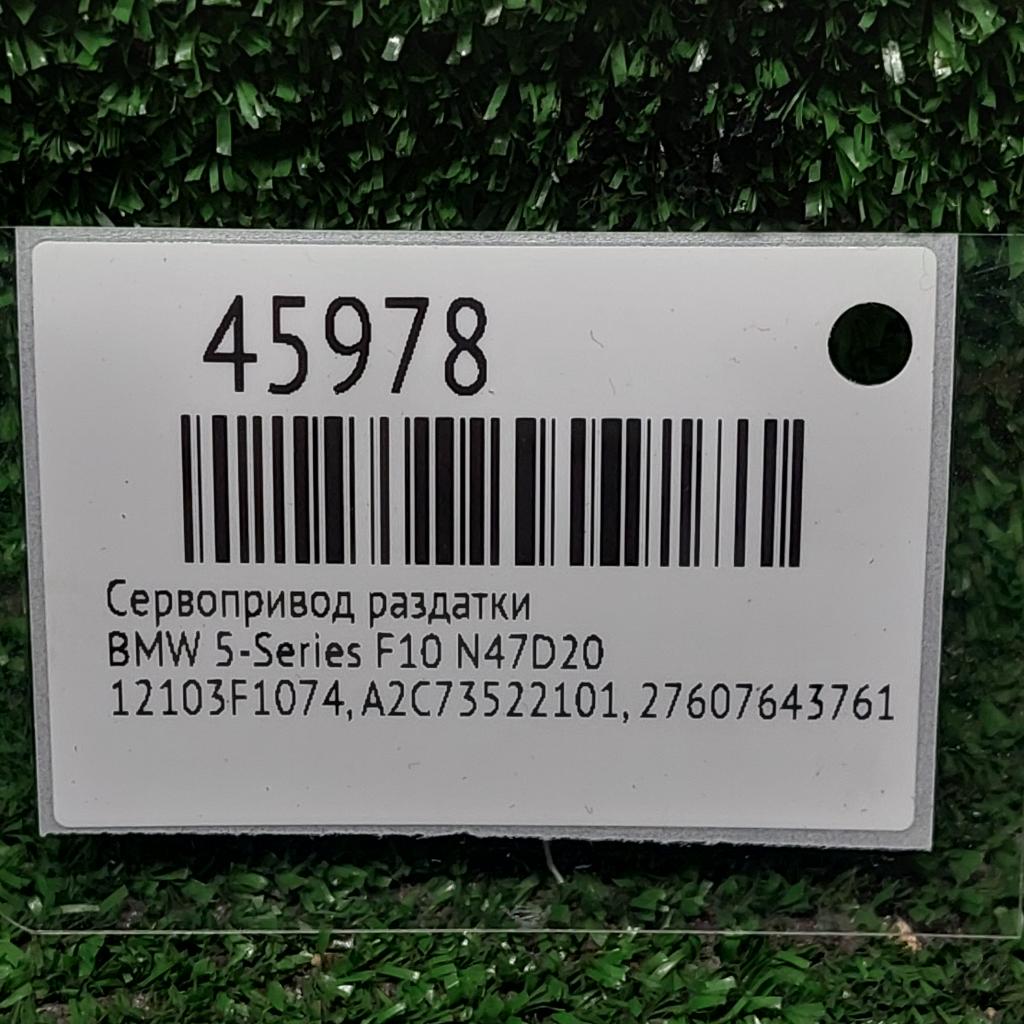 45978
Сервопривод раздатки
BMW 5-Series F10 N47D20
12103F1074, A2C73522101, 27607643761